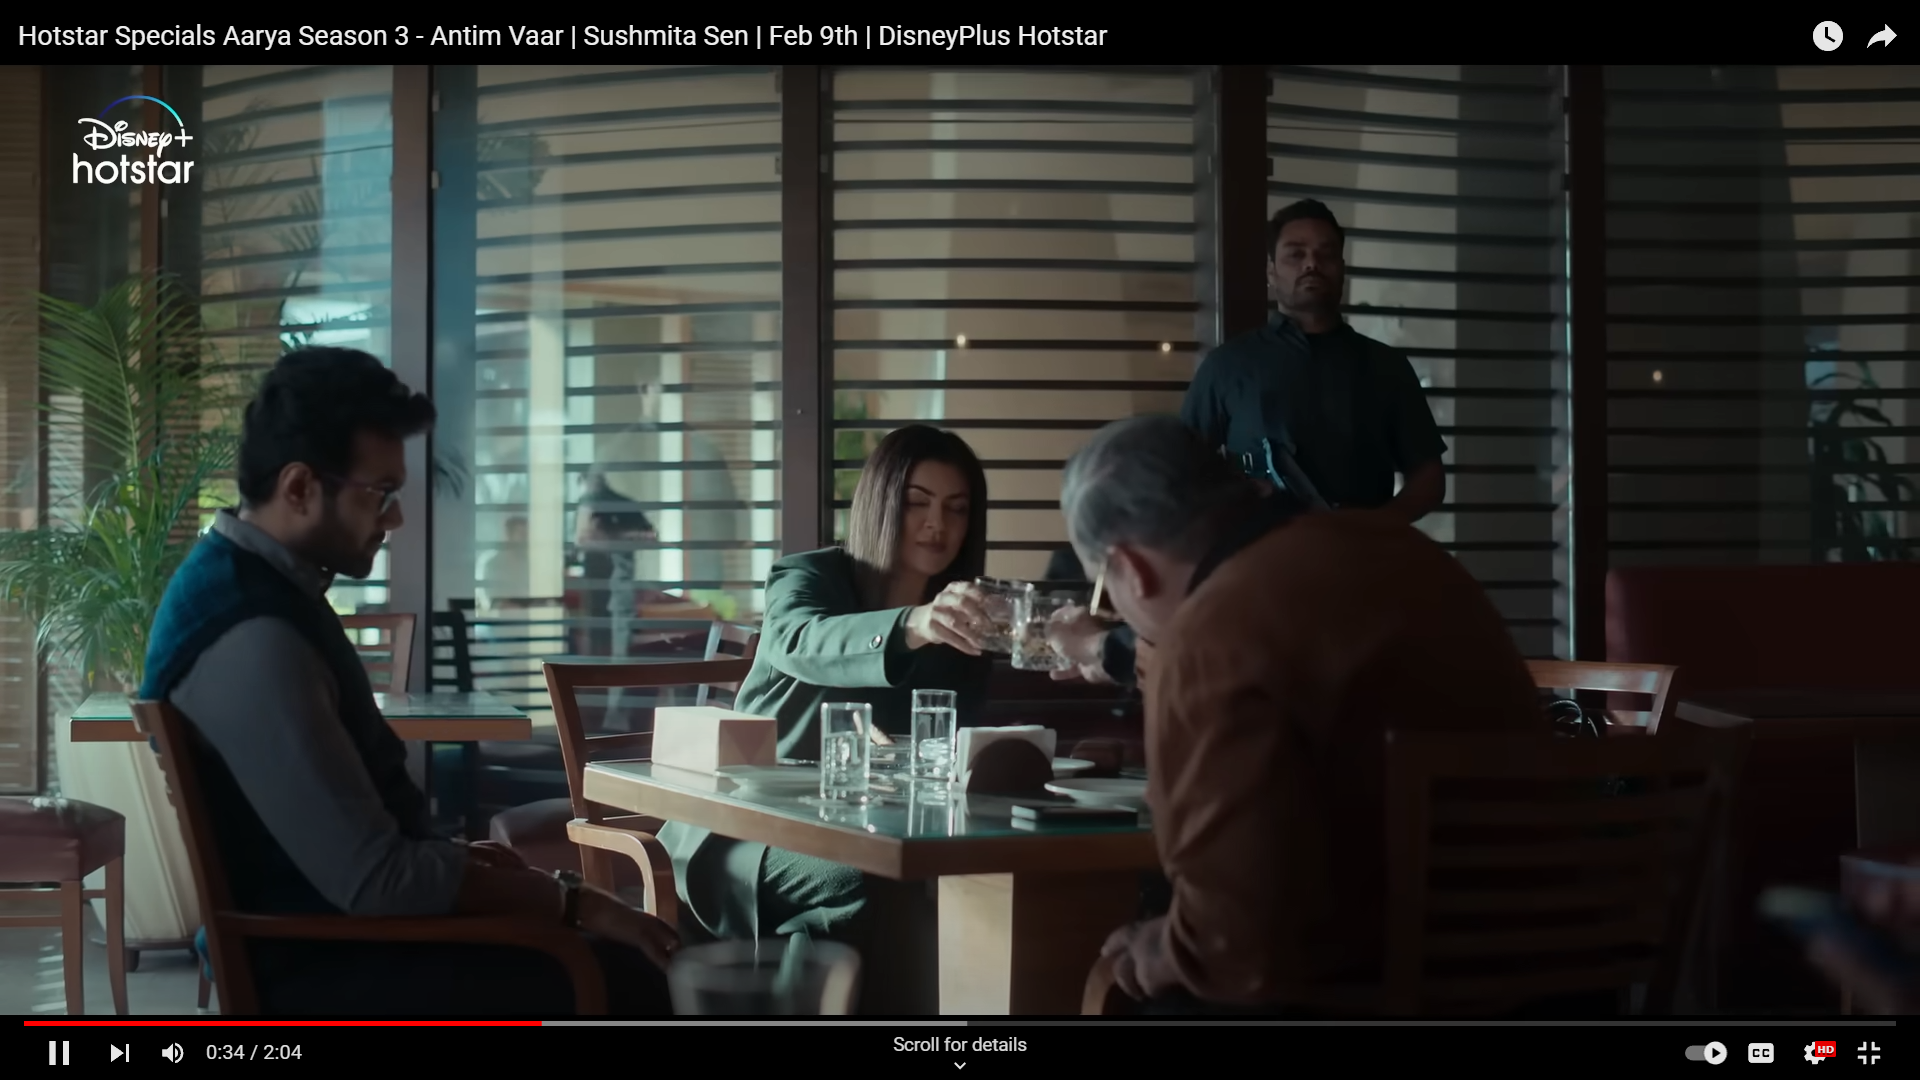 Hotstar Specials Aarya Season 3 - Antim Vaar | Sushmita Sen | Feb 9th | DisneyPlus Hotstar
Disney+
hotstar
0:34 / 2:04
Scroll for details
CC
HD